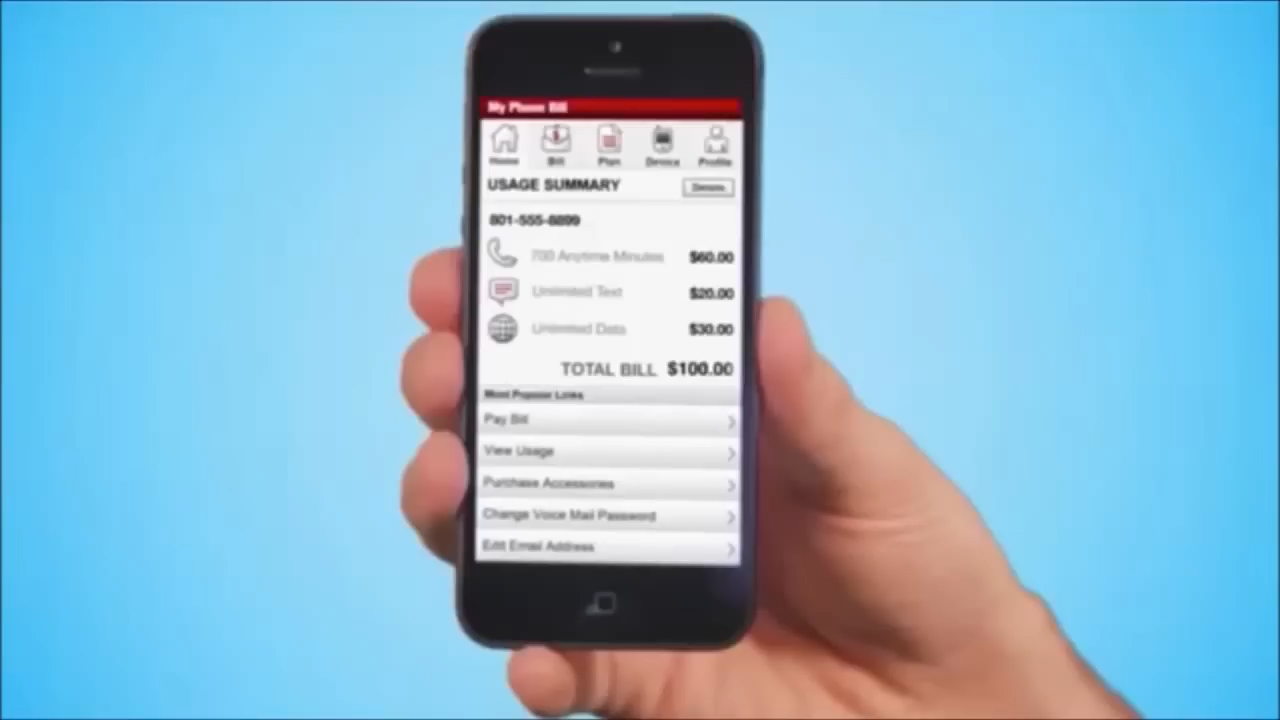 My Phone Bill
Home Bill Plan Device Profile
USAGE SUMMARY Details
801-555-8899
700 Anytime Minutes $60.00
Unlimited Text $20.00
Unlimited Data $30.00
TOTAL BILL $100.00
Most Popular Links
Pay Bill
View Usage
Purchase Accessories
Change Voice Mail Password
Edit Email Address